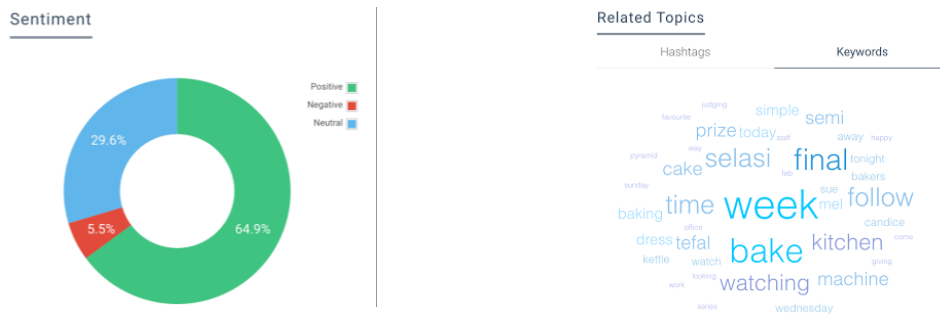 Sentiment
Positive
Negative
Neutral
29.6%
5.5%
64.9%
Related Topics
Hashtags Keywords
judging
simple
favourite semi
prize today staff away happy
way
pyramid selasi final tonight
cake fab bakers
sunday sue
time week mel follow
baking candice
office
dress tefal bake kitchen come
kettle watch giving
looking
work watching machine
series wednesday